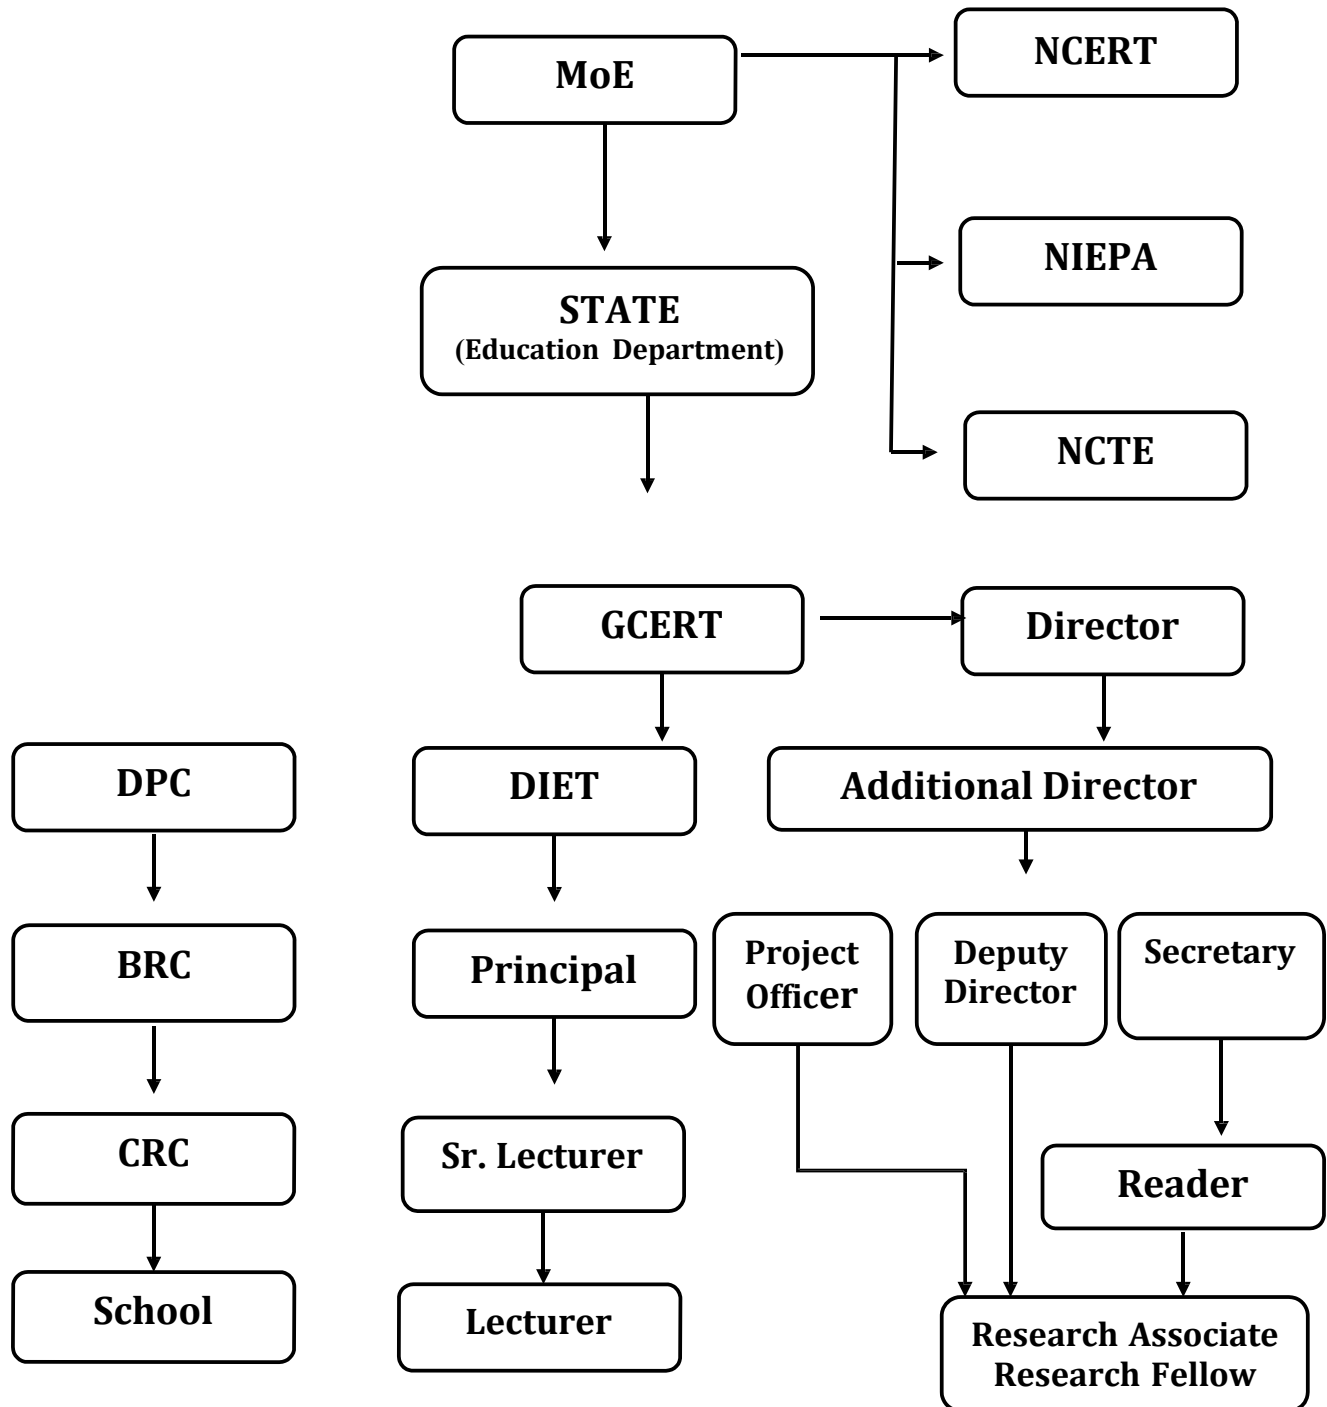 MoE
NCERT
NIEPA
STATE
(Education Department)
NCTE
GCERT
Director
DPC
DIET
Additional Director
BRC
Principal
Project
Officer
Deputy
Director
Secretary
CRC
Sr. Lecturer
Reader
School
Lecturer
Research Associate
Research Fellow